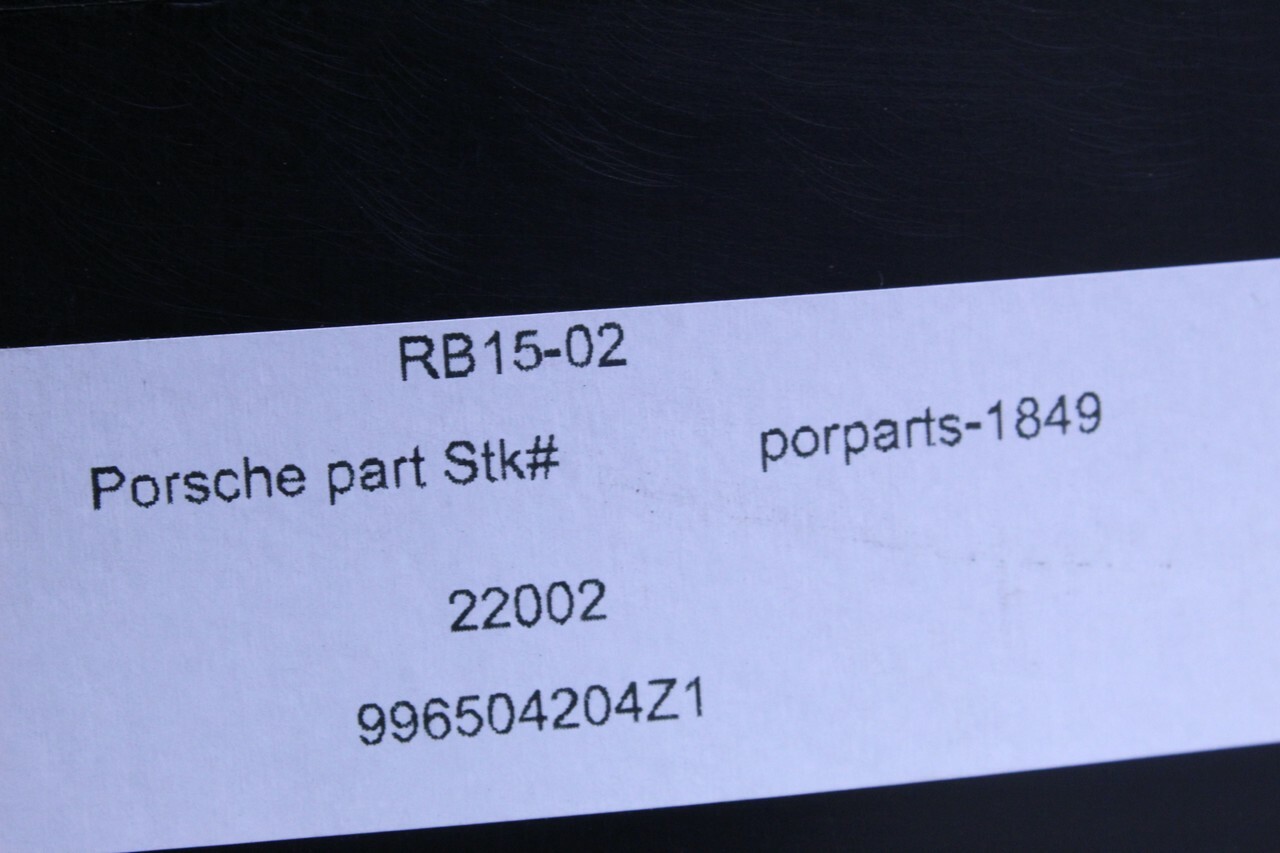 RB15-02
Porsche part Stk# porparts-1849
22002
996504204Z1